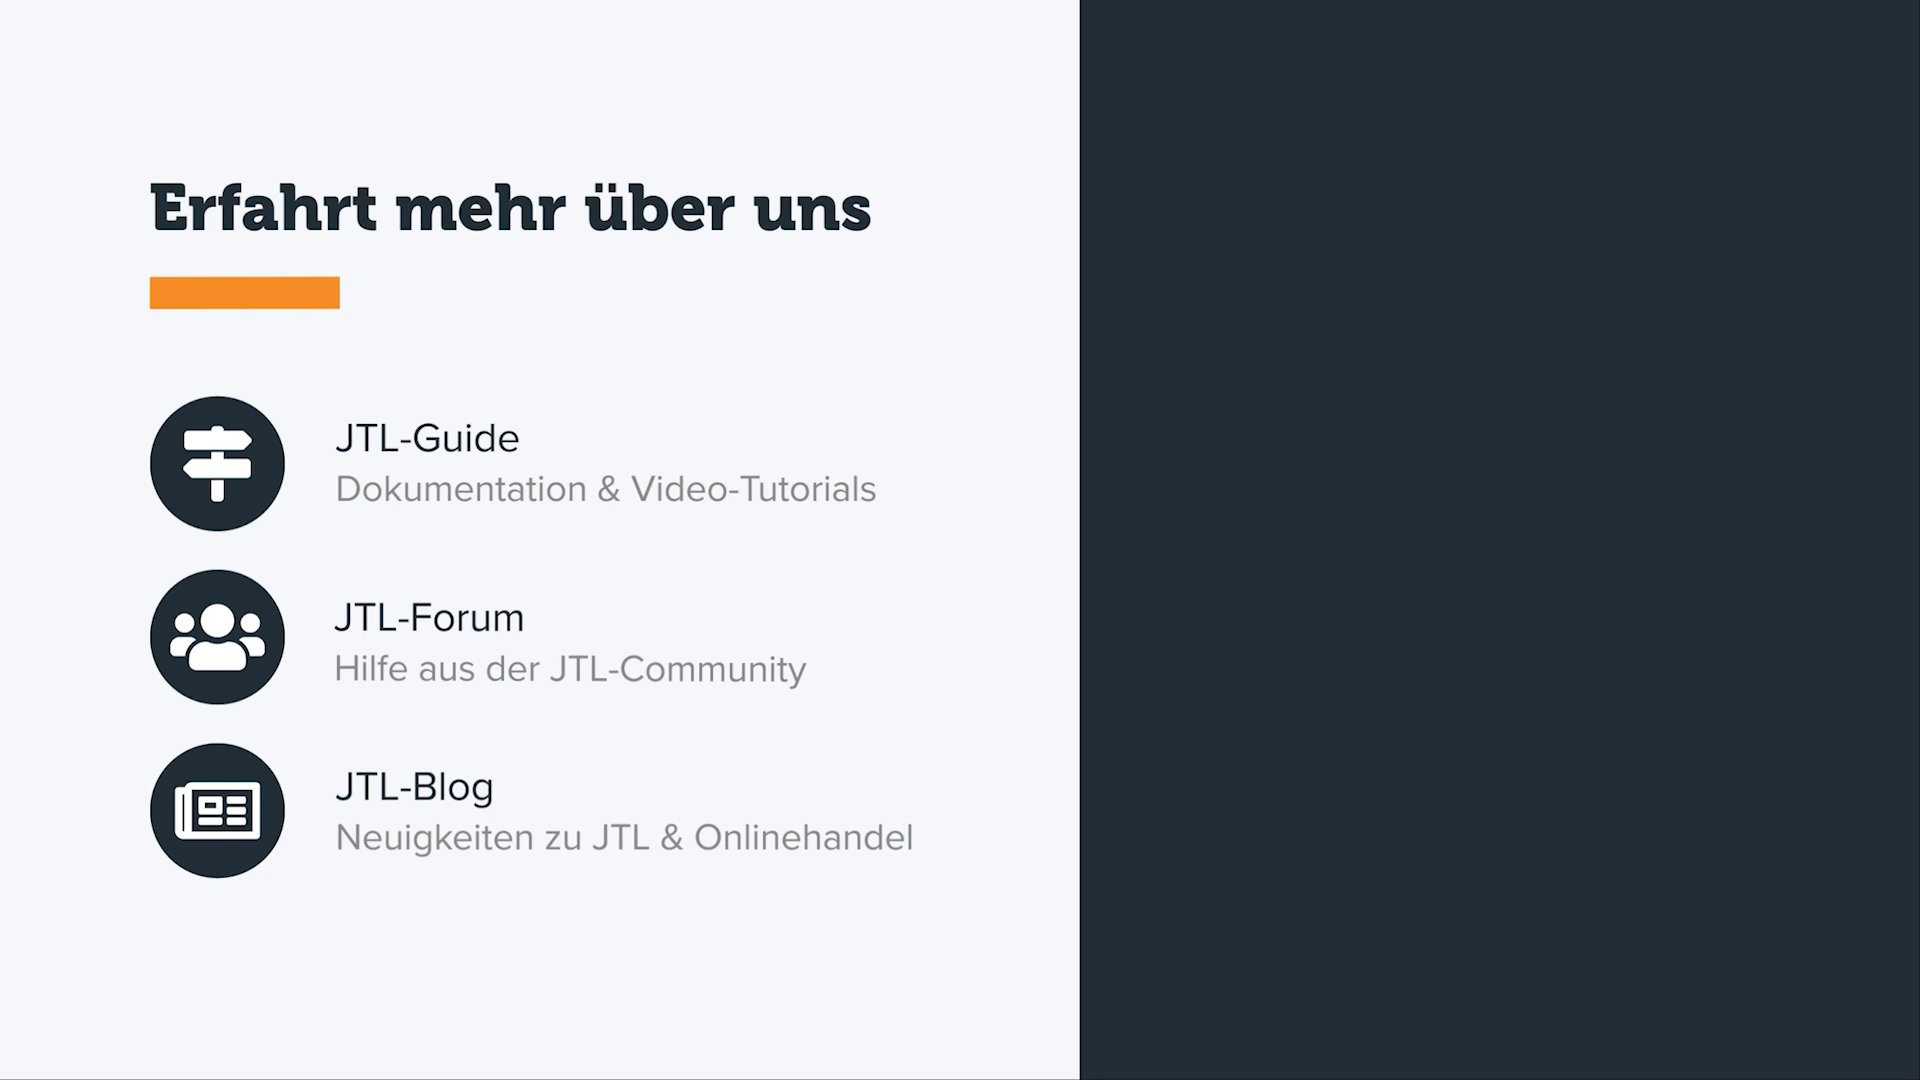 Erfahrt mehr über uns
JTL-Guide
Dokumentation & Video-Tutorials
JTL-Forum
Hilfe aus der JTL-Community
JTL-Blog
Neuigkeiten zu JTL & Onlinehandel